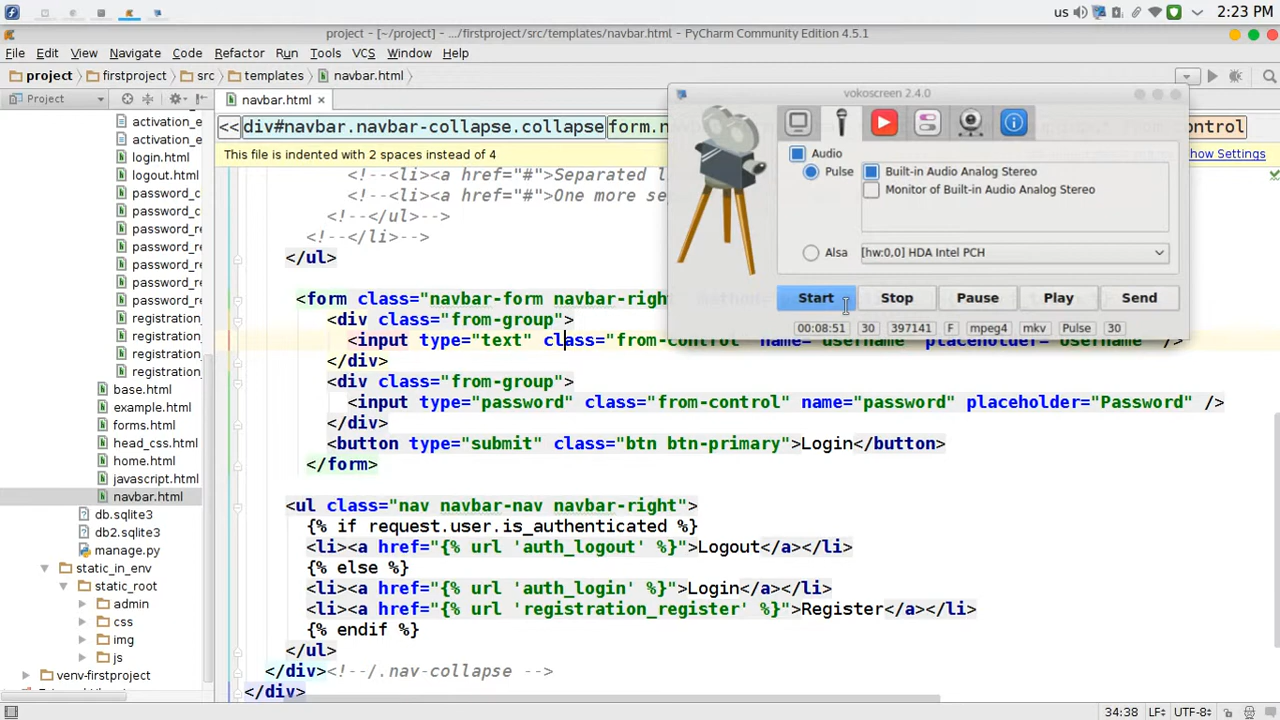 us
2:23 PM
project - [~/project] - .../firstproject/src/templates/navbar.html - PyCharm Community Edition 4.5.1
File Edit View Navigate Code Refactor Run Tools VCS Window Help
project firstproject src templates navbar.html
Project
navbar.html
vokoscreen 2.4.0
<< div#navbar.navbar-collapse.collapse form.n
ontrol
This file is indented with 2 spaces instead of 4
how Settings
Audio
Pulse
Built-in Audio Analog Stereo
Monitor of Built-in Audio Analog Stereo
Alsa
[hw:0,0] HDA Intel PCH
Start Stop Pause Play Send
00:08:51 30 397141 F mpeg4 mkv Pulse 30
activation_e
login.html
logout.html
password_c
password_c
password_re
password_re
password_re
password_re
registration_
registration_
registration_
registration_
base.html
example.html
forms.html
head_css.html
home.html
javascript.html
navbar.html
db.sqlite3
db2.sqlite3
manage.py
static_in_env
static_root
admin
css
img
js
venv-firstproject
<!--<li><a href="#">Separated l
<!--<li><a href="#">One more se
<!--</ul>-->
<!--</li>-->
</ul>
<form class="navbar-form navbar-right"
<div class="from-group">
<input type="text" class="from-control" name="username" placeholder="Username" />
</div>
<div class="from-group">
<input type="password" class="from-control" name="password" placeholder="Password" />
</div>
<button type="submit" class="btn btn-primary">Login</button>
</form>
<ul class="nav navbar-nav navbar-right">
{% if request.user.is_authenticated %}
<li><a href="{% url 'auth_logout' %}">Logout</a></li>
{% else %}
<li><a href="{% url 'auth_login' %}">Login</a></li>
<li><a href="{% url 'registration_register' %}">Register</a></li>
{% endif %}
</ul>
</div><!--/.nav-collapse -->
</div>
34:38 LF UTF-8